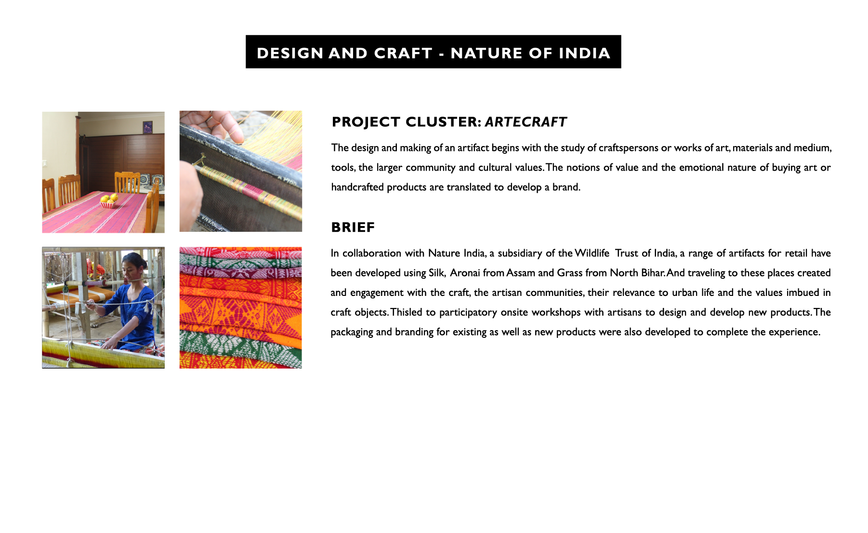 DESIGN AND CRAFT - NATURE OF INDIA
PROJECT CLUSTER: ARTECRAFT
The design and making of an artifact begins with the study of craftspersons or works of art, materials and medium,
tools, the larger community and cultural values. The notions of value and the emotional nature of buying art or
handcrafted products are translated to develop a brand.
BRIEF
In collaboration with Nature India, a subsidiary of the Wildlife Trust of India, a range of artifacts for retail have
been developed using Silk, Aronai from Assam and Grass from North Bihar. And traveling to these places created
and engagement with the craft, the artisan communities, their relevance to urban life and the values imbued in
craft objects. Thisled to participatory onsite workshops with artisans to design and develop new products. The
packaging and branding for existing as well as new products were also developed to complete the experience.